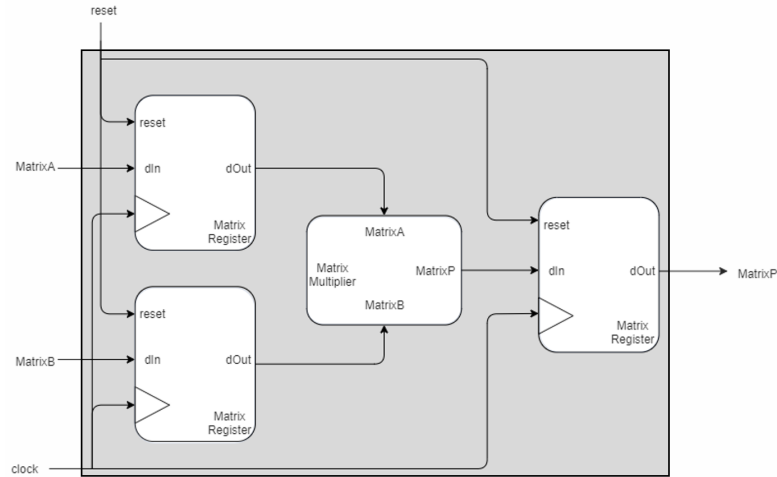 reset
reset
MatrixA
dIn
dOut
Matrix
Register
MatrixA
Matrix
Multiplier
MatrixP
MatrixB
reset
dIn
dOut
MatrixP
Matrix
Register
reset
MatrixB
dIn
dOut
Matrix
Register
clock